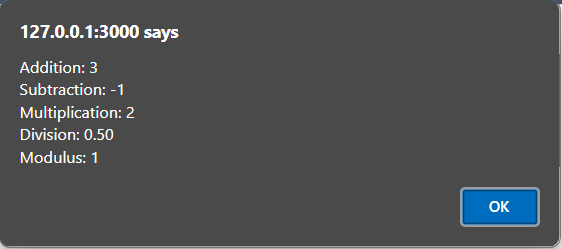 127.0.0.1:3000 says
Addition: 3
Subtraction: -1
Multiplication: 2
Division: 0.50
Modulus: 1
OK